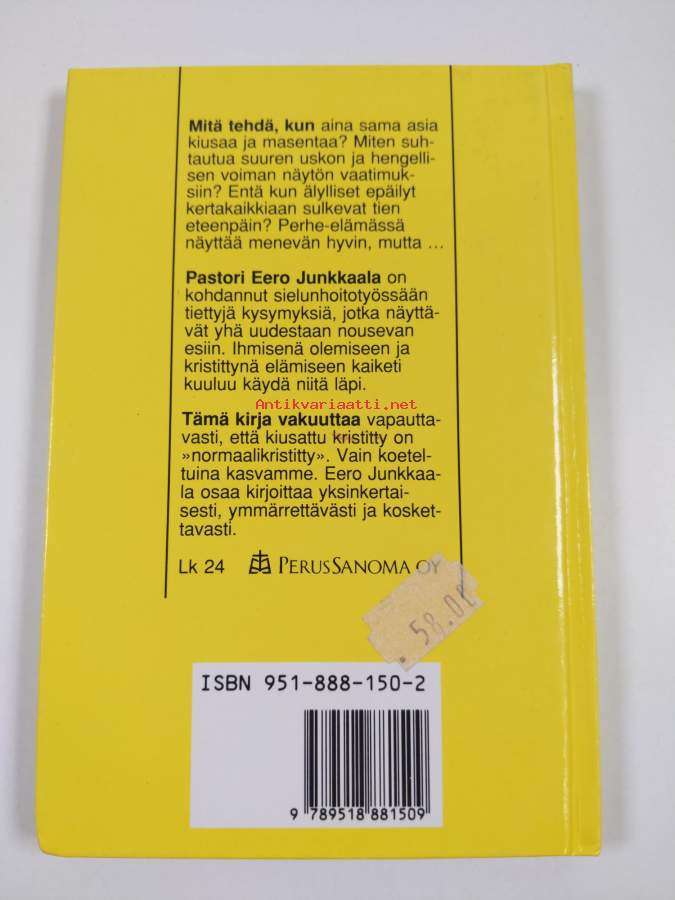 Mitä tehdä, kun aina sama asia
kiusaa ja masentaa? Miten suh-
tautua suuren uskon ja hengelli-
sen voiman näytön vaatimuk-
siin? Entä kun älylliset epäilyt
kertakaikkiaan sulkevat tien
eteenpäin? Perhe-elämässä
näyttää menevän hyvin, mutta ...
Pastori Eero Junkkaala on
kohdannut sielunhoitotyössään
tiettyjä kysymyksiä, jotka näyttä-
vät yhä uudestaan nousevan
esiin. Ihmisenä olemiseen ja
kristittynä elämiseen kaiketi
kuuluu käydä niitä läpi.
Antikvariaatti.net
Tämä kirja vakuuttaa vapautta-
vasti, että kiusattu kristitty on
»normaalikristitty». Vain koetel-
tuina kasvamme. Eero Junkkaa-
la osaa kirjoittaa yksinkertai-
sesti, ymmärrettävästi ja kosket-
tavasti.
Lk 24 PERUSSANOMA OY
58.00
ISBN 951-888-150-2
9 789518 881509